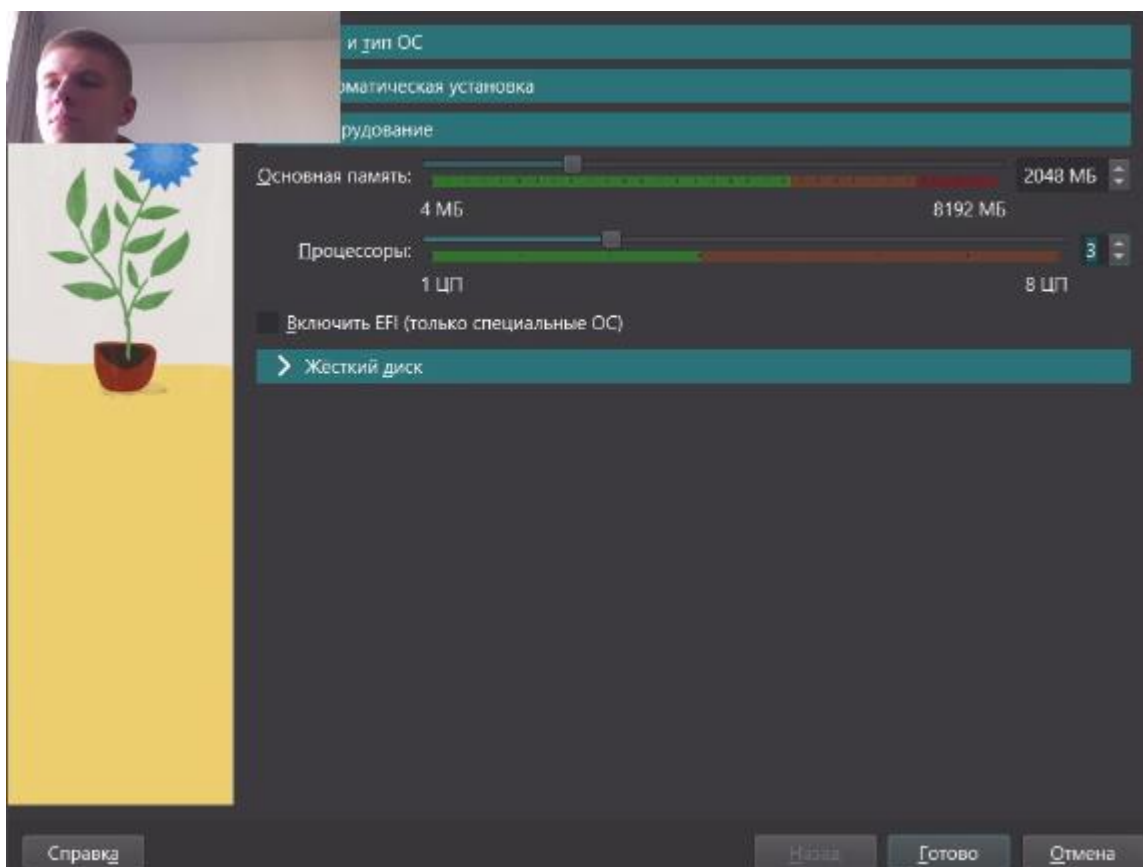 и тип ОС
оматическая установка
рудование
Основная память:
2048 МБ
4 МБ
8192 МБ
Процессоры:
3
1 ЦП
8 ЦП
Включить EFI (только специальные ОС)
Жёсткий диск
Справка
Назад
Готово
Отмена